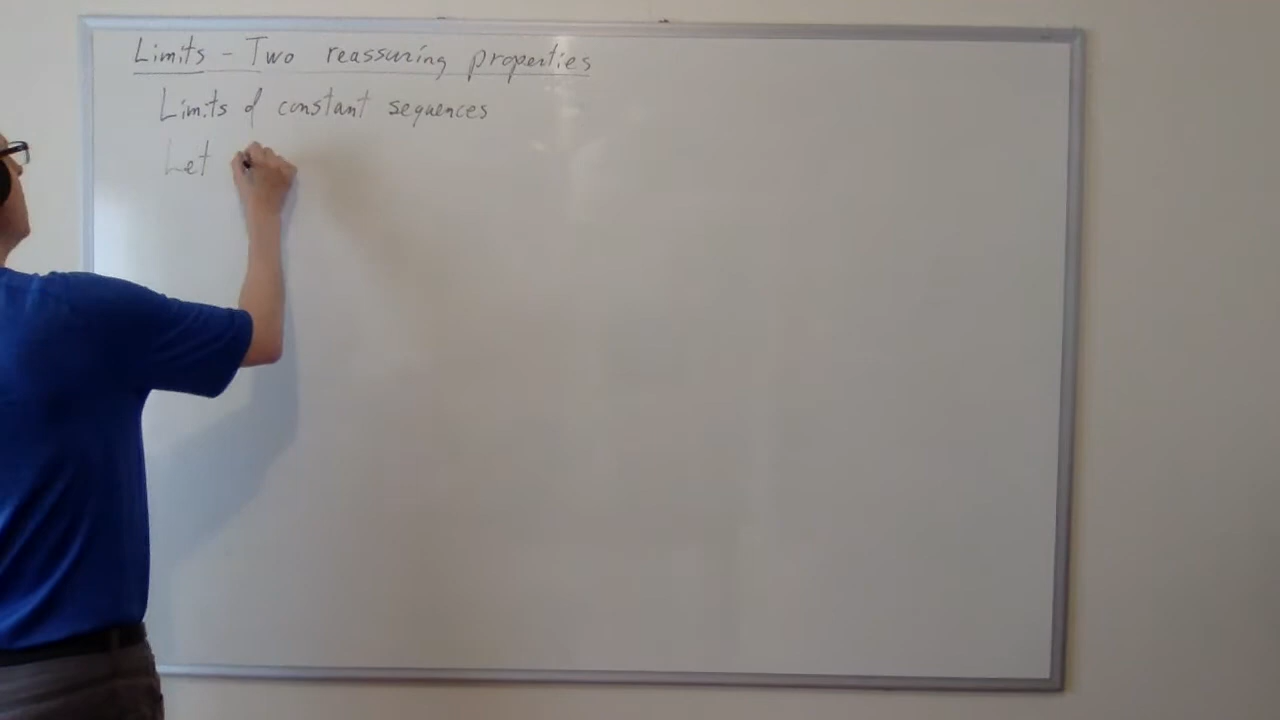 Limits - Two reassuring properties
Limits of constant sequences
Let